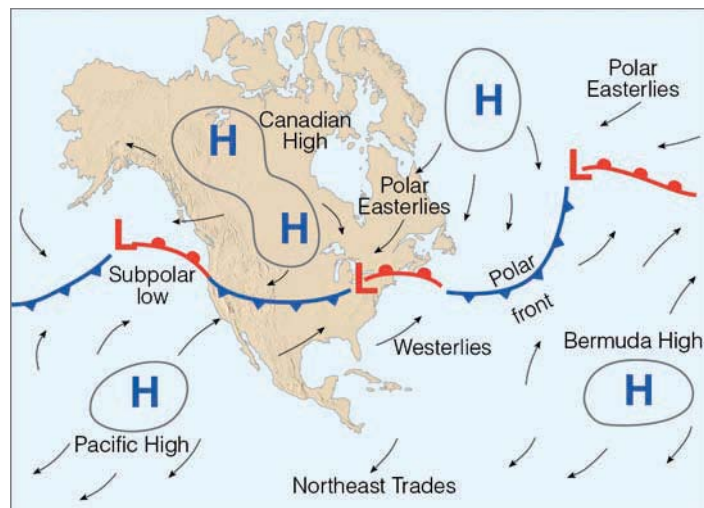 Polar
Easterlies
H
Canadian
High
H
L
Polar
Easterlies
H
L
Subpolar
low
L
Polar
front
Westerlies
Bermuda High
H
H
Pacific High
Northeast Trades